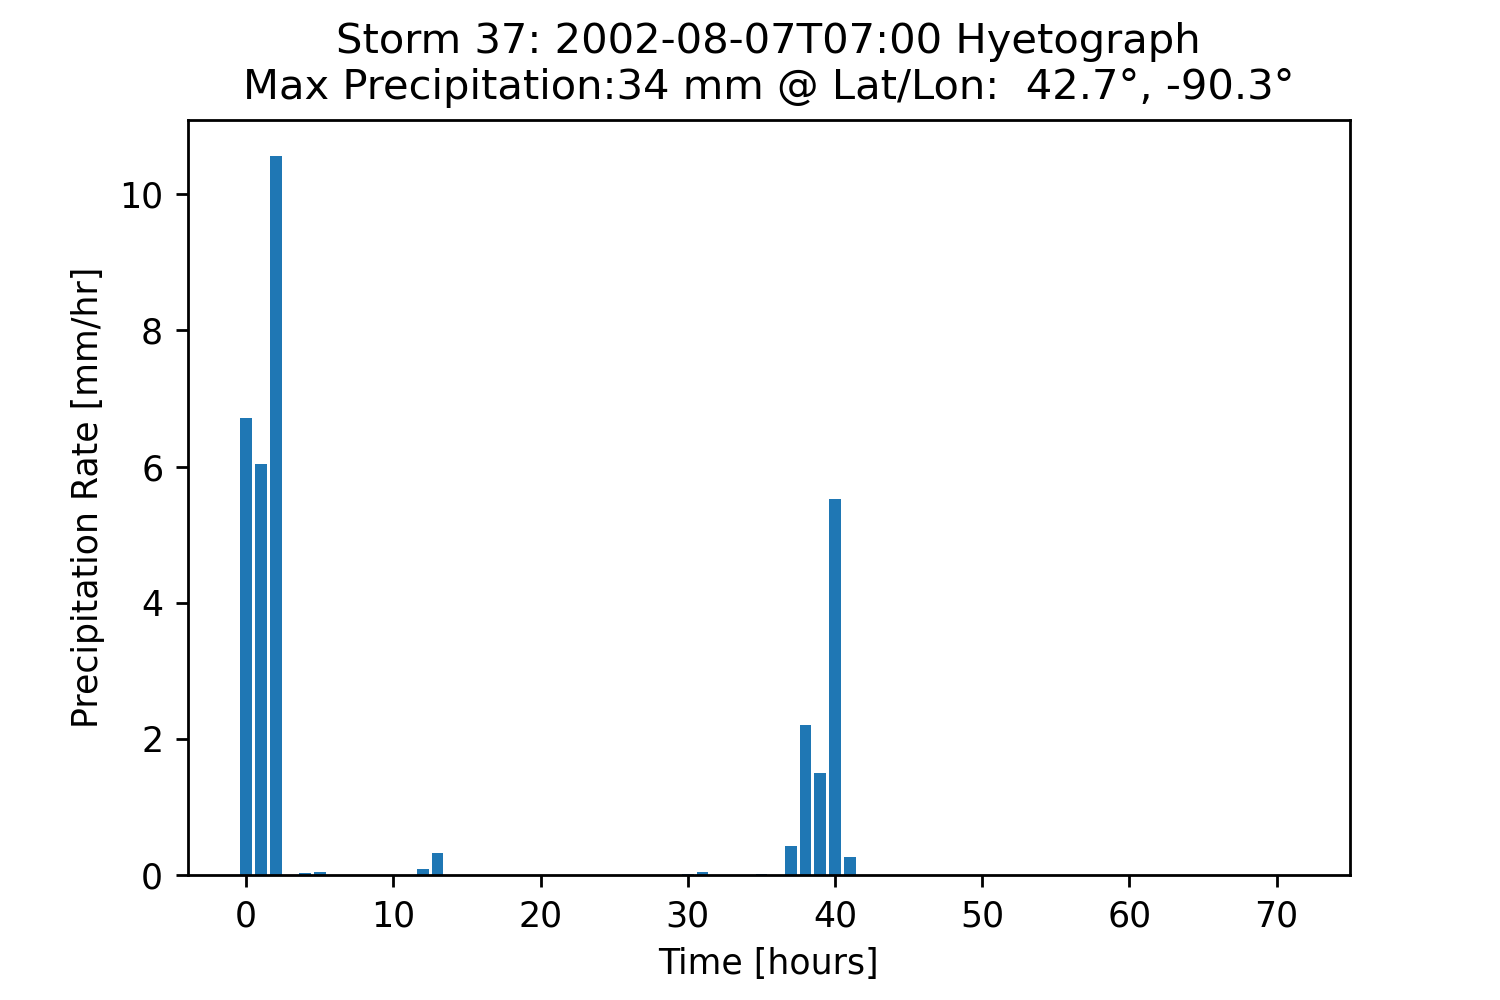 Storm 37: 2002-08-07T07:00 Hyetograph
Max Precipitation:34 mm @ Lat/Lon:  42.7°, -90.3°
Precipitation Rate [mm/hr]
10
8
6
4
2
0
0 10 20 30 40 50 60 70
Time [hours]